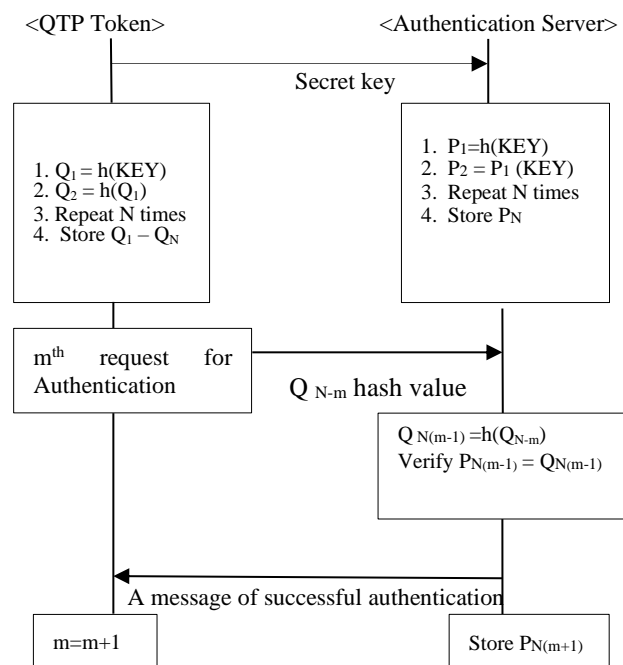 <QTP Token>
<Authentication Server>
Secret key
1. Q1 = h(KEY)
2. Q2 = h(Q1)
3. Repeat N times
4. Store Q1 – QN
1. P1=h(KEY)
2. P2 = P1 (KEY)
3. Repeat N times
4. Store PN
mth request for
Authentication
Q N-m hash value
Q N(m-1) =h(QN-m)
Verify PN(m-1) = QN(m-1)
A message of successful authentication
m=m+1
Store PN(m+1)